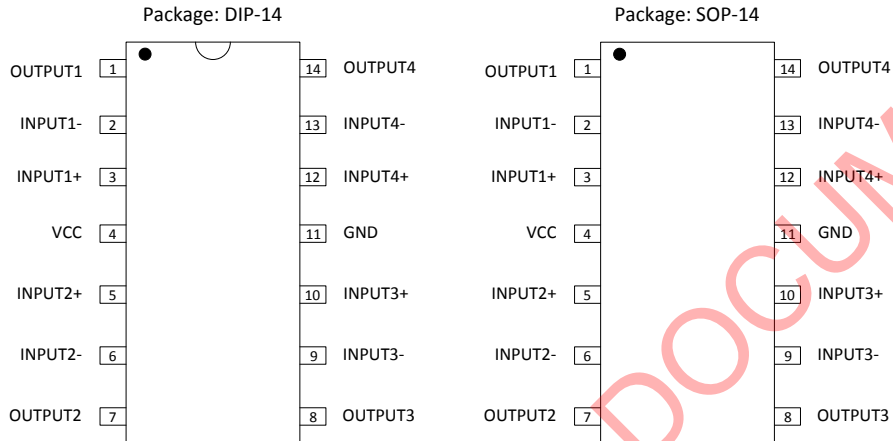 Package: DIP-14
OUTPUT1 1 14 OUTPUT4
INPUT1- 2 13 INPUT4-
INPUT1+ 3 12 INPUT4+
VCC 4 11 GND
INPUT2+ 5 10 INPUT3+
INPUT2- 6 9 INPUT3-
OUTPUT2 7 8 OUTPUT3
Package: SOP-14
OUTPUT1 1 14 OUTPUT4
INPUT1- 2 13 INPUT4-
INPUT1+ 3 12 INPUT4+
VCC 4 11 GND
INPUT2+ 5 10 INPUT3+
INPUT2- 6 9 INPUT3-
OUTPUT2 7 8 OUTPUT3
DOCUM